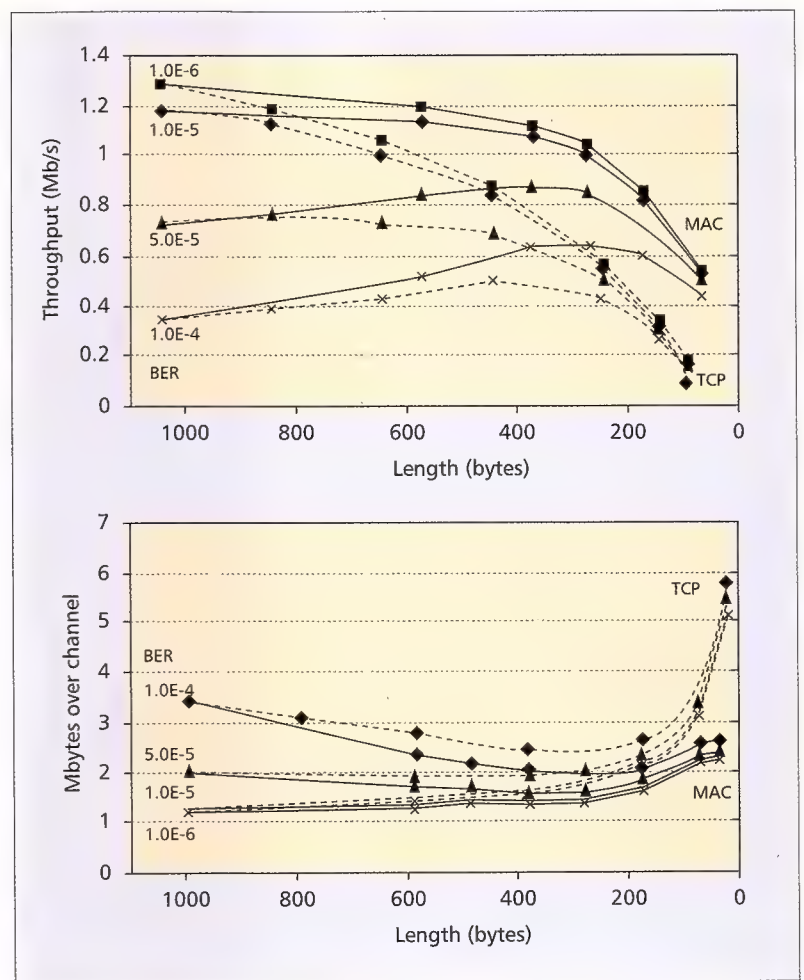 1.4
1.2
1
0.8
0.6
0.4
0.2
0
Throughput (Mb/s)
1.0E-6
1.0E-5
5.0E-5
1.0E-4
BER
MAC
TCP
1000
800
600
400
200
0
Length (bytes)
7
6
5
4
3
2
1
0
Mbytes over channel
BER
1.0E-4
5.0E-5
1.0E-5
1.0E-6
TCP
MAC
1000
800
600
400
200
0
Length (bytes)